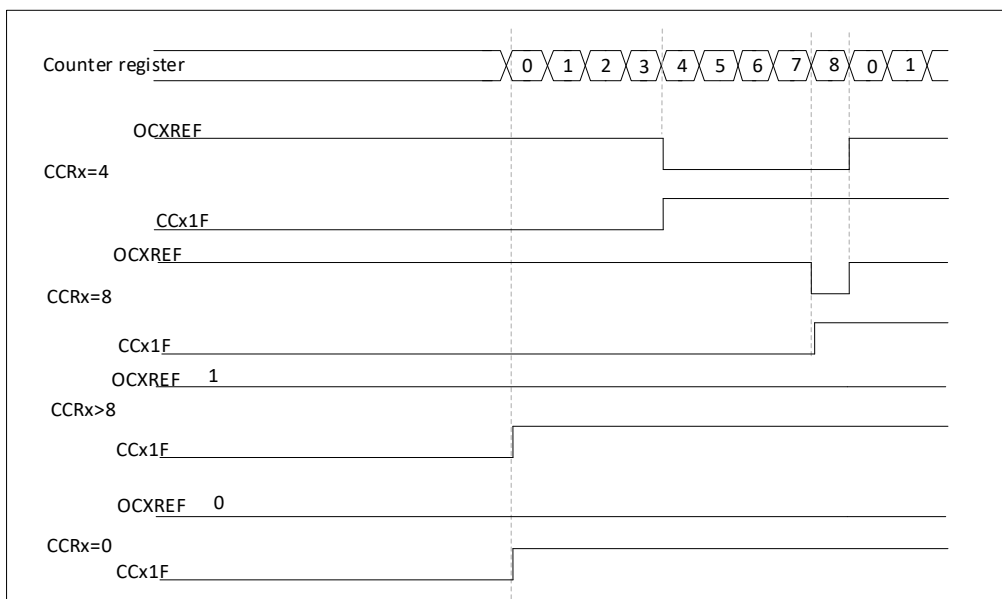 Counter register 0 1 2 3 4 5 6 7 8 0 1
OCXREF
CCRx=4
CCx1F
OCXREF
CCRx=8
CCx1F
OCXREF 1
CCRx>8
CCx1F
OCXREF 0
CCRx=0
CCx1F